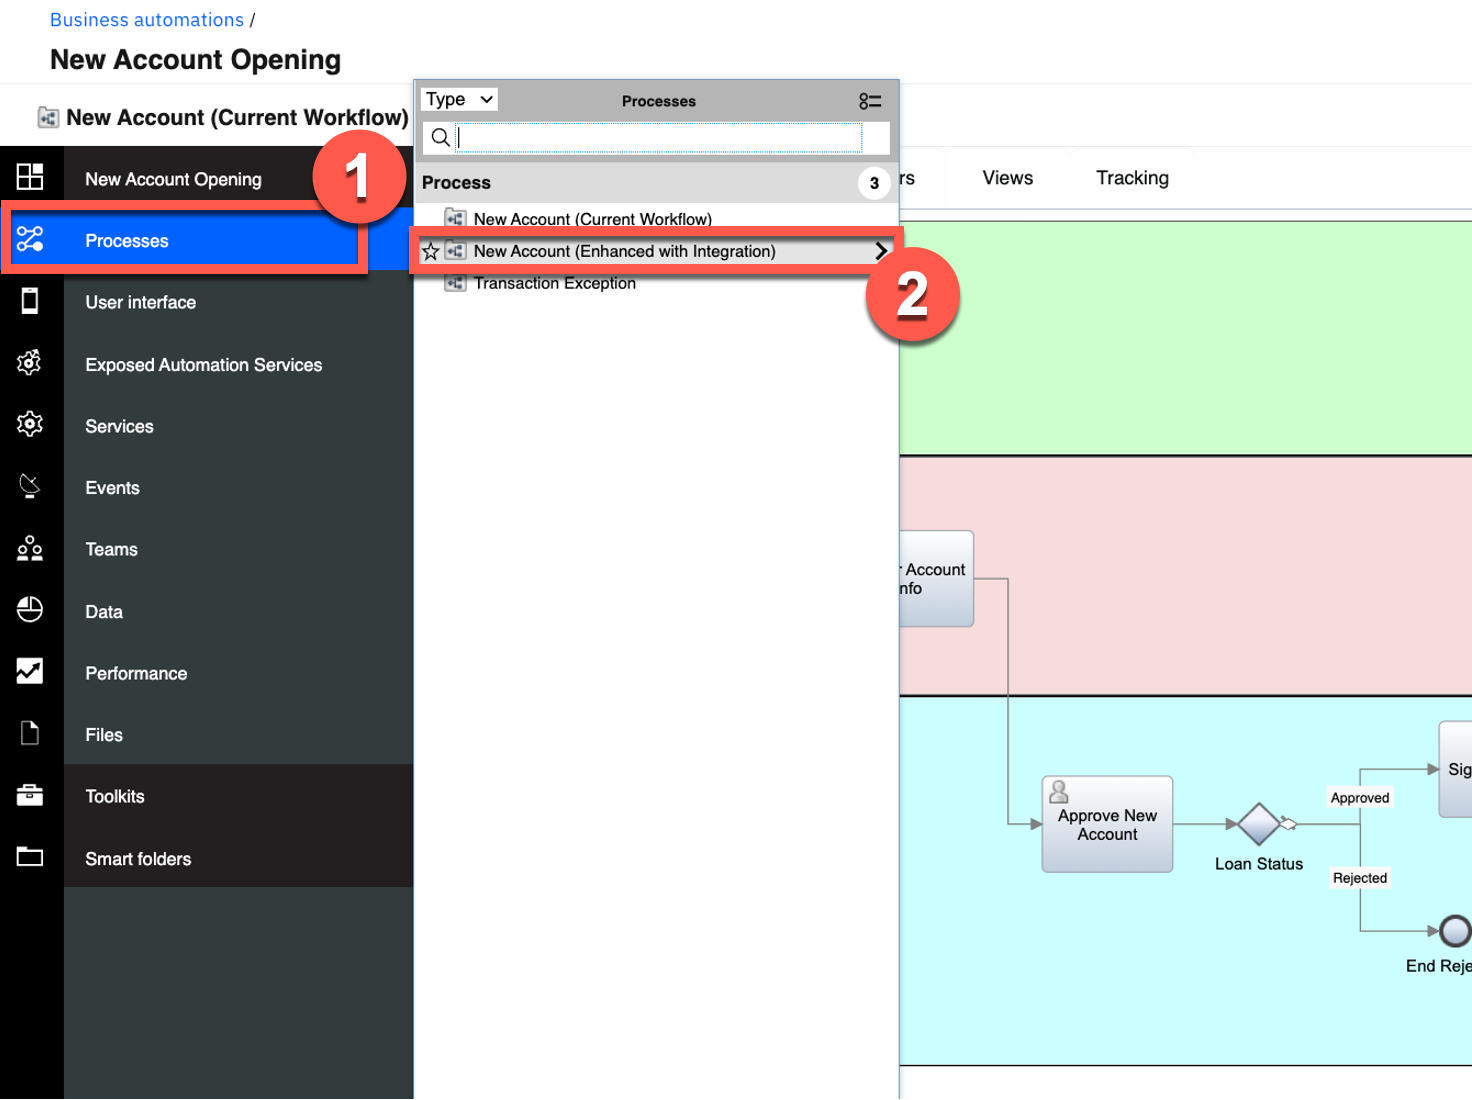 Business automations /
New Account Opening
New Account (Current Workflow)
Type
Processes
Process
3
New Account (Current Workflow)
New Account (Enhanced with Integration)
Transaction Exception
1
2
New Account Opening
Processes
User interface
Exposed Automation Services
Services
Events
Teams
Data
Performance
Files
Toolkits
Smart folders
rs
Views
Tracking
r Account
nfo
Approve New
Account
Loan Status
Approved
Rejected
Sig
End Reje